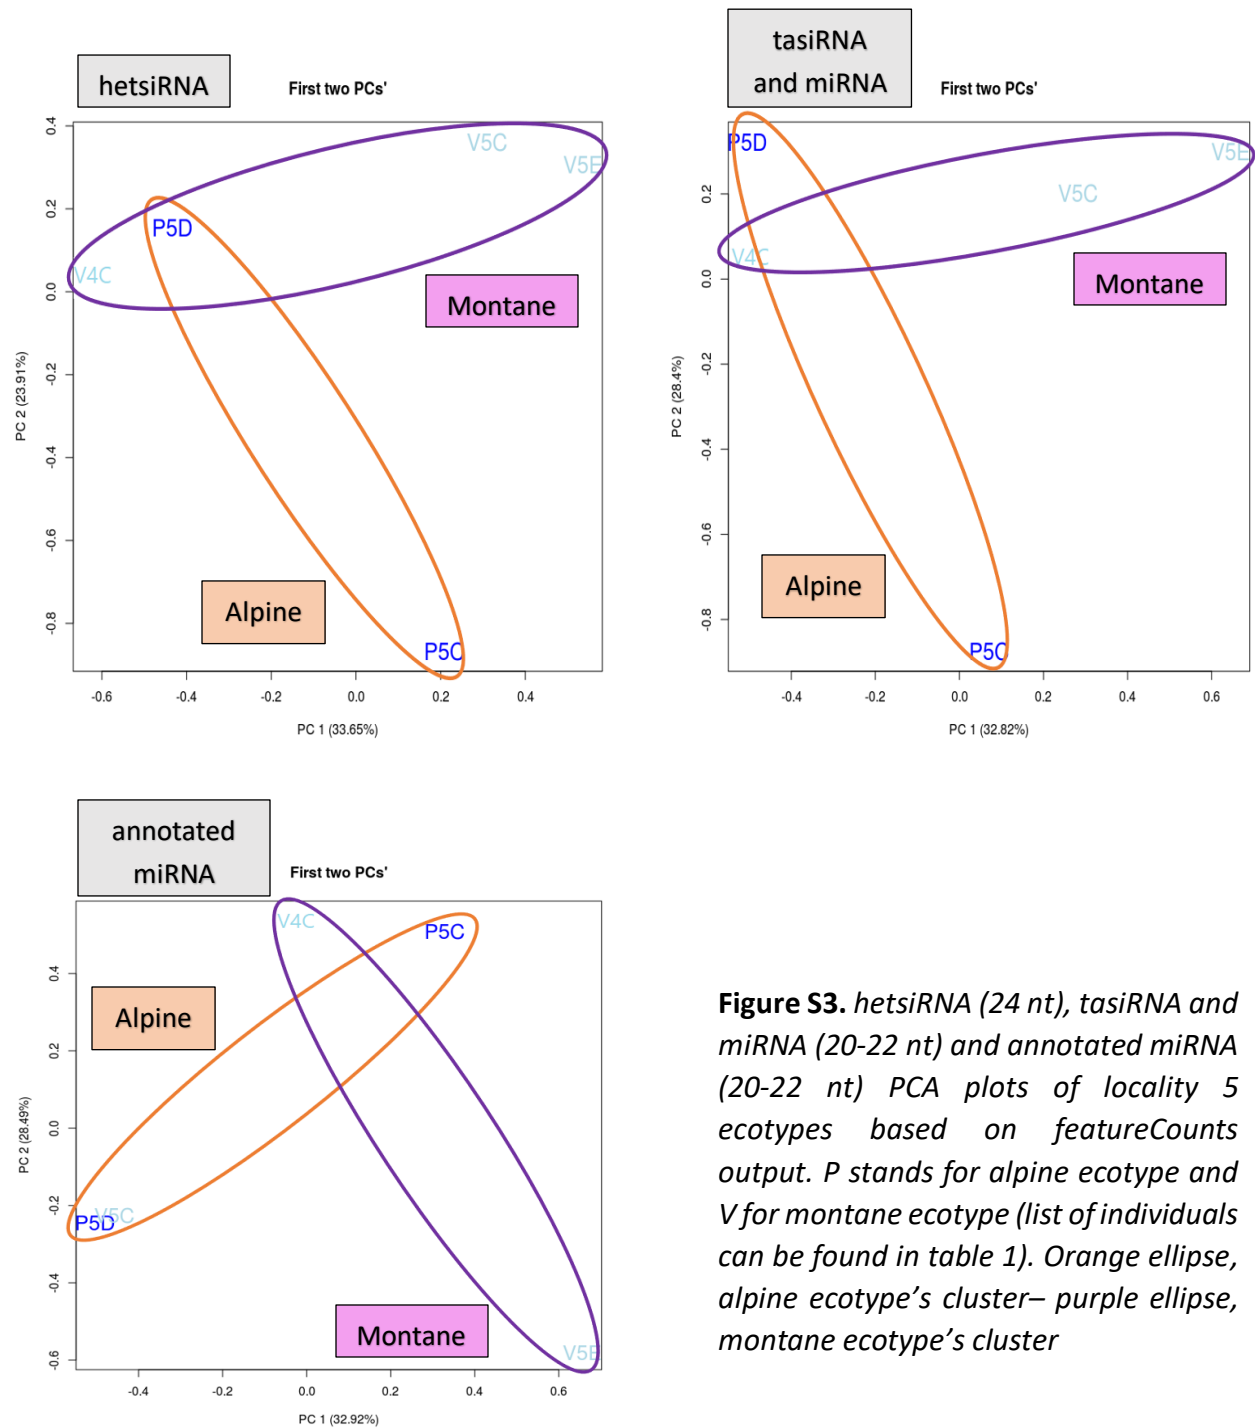 hetsiRNA
First two PCs'
0.4
0.2
0.0
-0.2
-0.4
-0.6
-0.8
PC 2 (23.91%)
V5C
V5E
P5D
V4C
Montane
Alpine
P5C
-0.6 -0.4 -0.2 0.0 0.2 0.4
PC 1 (33.65%)
tasiRNA
and miRNA
First two PCs'
0.2
0.0
-0.2
-0.4
-0.6
-0.8
PC 2 (28.4%)
P5D
V5E
V5C
V4C
Montane
Alpine
P5C
-0.4 -0.2 0.0 0.2 0.4 0.6
PC 1 (32.82%)
annotated
miRNA
First two PCs'
0.4
0.2
0.0
-0.2
-0.4
-0.6
PC 2 (28.49%)
V4C
P5C
Alpine
P5D
V5C
Montane
V5E
-0.4 -0.2 0.0 0.2 0.4 0.6
PC 1 (32.92%)
Figure S3. hetsiRNA (24 nt), tasiRNA and
miRNA (20-22 nt) and annotated miRNA
(20-22 nt) PCA plots of locality 5
ecotypes based on featureCounts
output. P stands for alpine ecotype and
V for montane ecotype (list of individuals
can be found in table 1). Orange ellipse,
alpine ecotype’s cluster– purple ellipse,
montane ecotype’s cluster